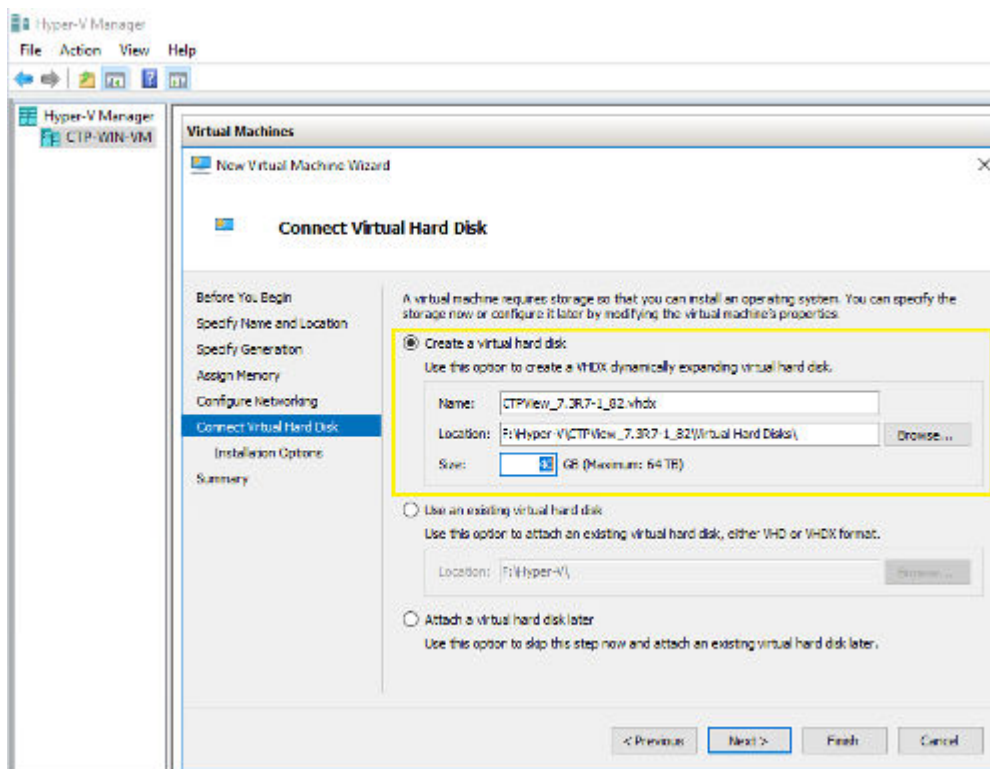 Hyper-V Manager
File Action View Help
Hyper-V Manager
CTP-WIN-VM
Virtual Machines
New Virtual Machine Wizard
Connect Virtual Hard Disk
Before You Begin
Specify Name and Location
Specify Generation
Assign Memory
Configure Networking
Connect Virtual Hard Disk
Installation Options
Summary
A virtual machine requires storage so that you can install an operating system. You can specify the
storage now or configure it later by modifying the virtual machine's properties.
Create a virtual hard disk
Use this option to create a VHDX dynamically expanding virtual hard disk.
Name: CTPView_7.3R7-1_82.vhdx
Location: F:\Hyper-V\CTPView_7.3R7-1_82\Virtual Hard Disks\ Browse...
Size: GB (Maximum: 64 TB)
Use an existing virtual hard disk
Use this option to attach an existing virtual hard disk, either VHD or VHDX format.
Location: F:\Hyper-V\ Browse...
Attach a virtual hard disk later
Use this option to skip this step now and attach an existing virtual hard disk later.
< Previous Next > Finish Cancel